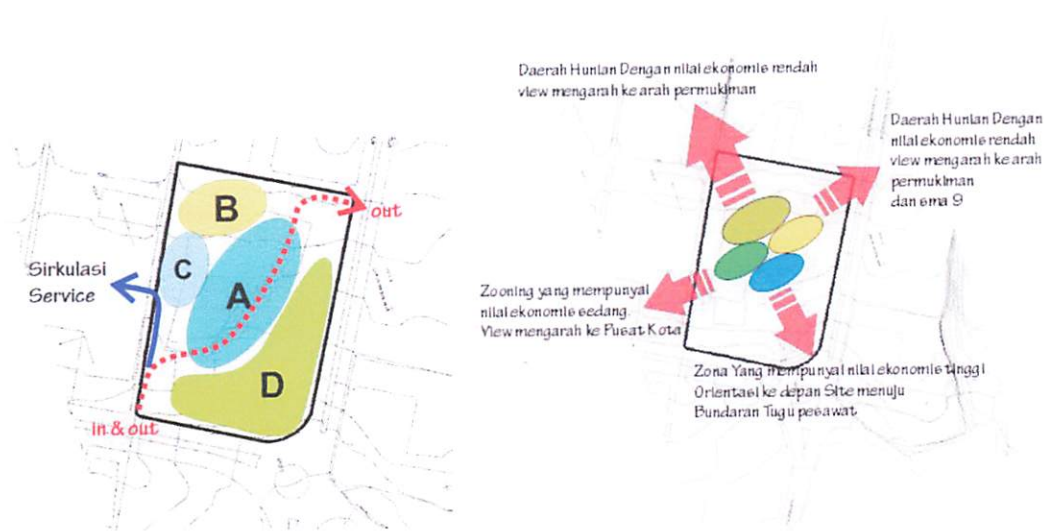 B
C
A
D
out
Sirkulasi
Service
in & out
Daerah Hunian Dengan nilai ekonomis rendah
view mengarah ke arah permukiman
Daerah Hunian Dengan
nilai ekonomis rendah
view mengarah ke arah
permukiman
dan sma 9
Zooning yang mempunyai
nilai ekonomis sedang.
View mengarah ke Pusat Kota
Zona Yang mempunyai nilai ekonomis tinggi
Orientasi ke depan Site menuju
Bundaran Tugu pesawat